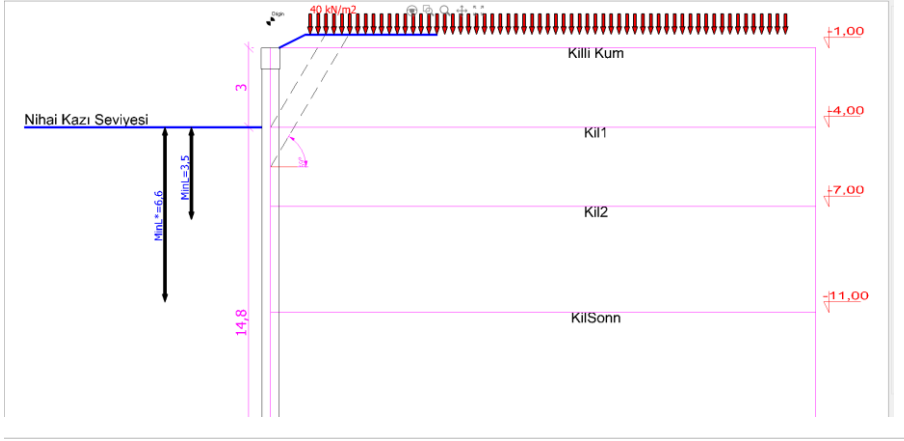 40 kN/m2
-1,00
Killi Kum
3
Nihai Kazı Seviyesi
-4,00
Kil1
MinL*=6,6
MinL=3,5
-7,00
Kil2
-11,00
14,8
KilSonn